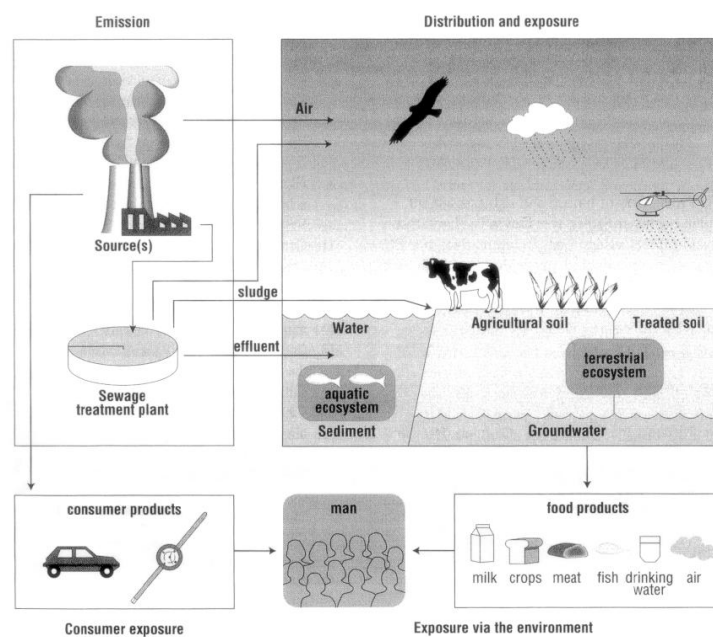 Emission
Distribution and exposure
Air
Source(s)
sludge
Water
Agricultural soil
Treated soil
effluent
terrestrial
ecosystem
aquatic
ecosystem
Sewage
treatment plant
Sediment
Groundwater
consumer products
man
food products
milk crops meat fish drinking water air
Consumer exposure
Exposure via the environment